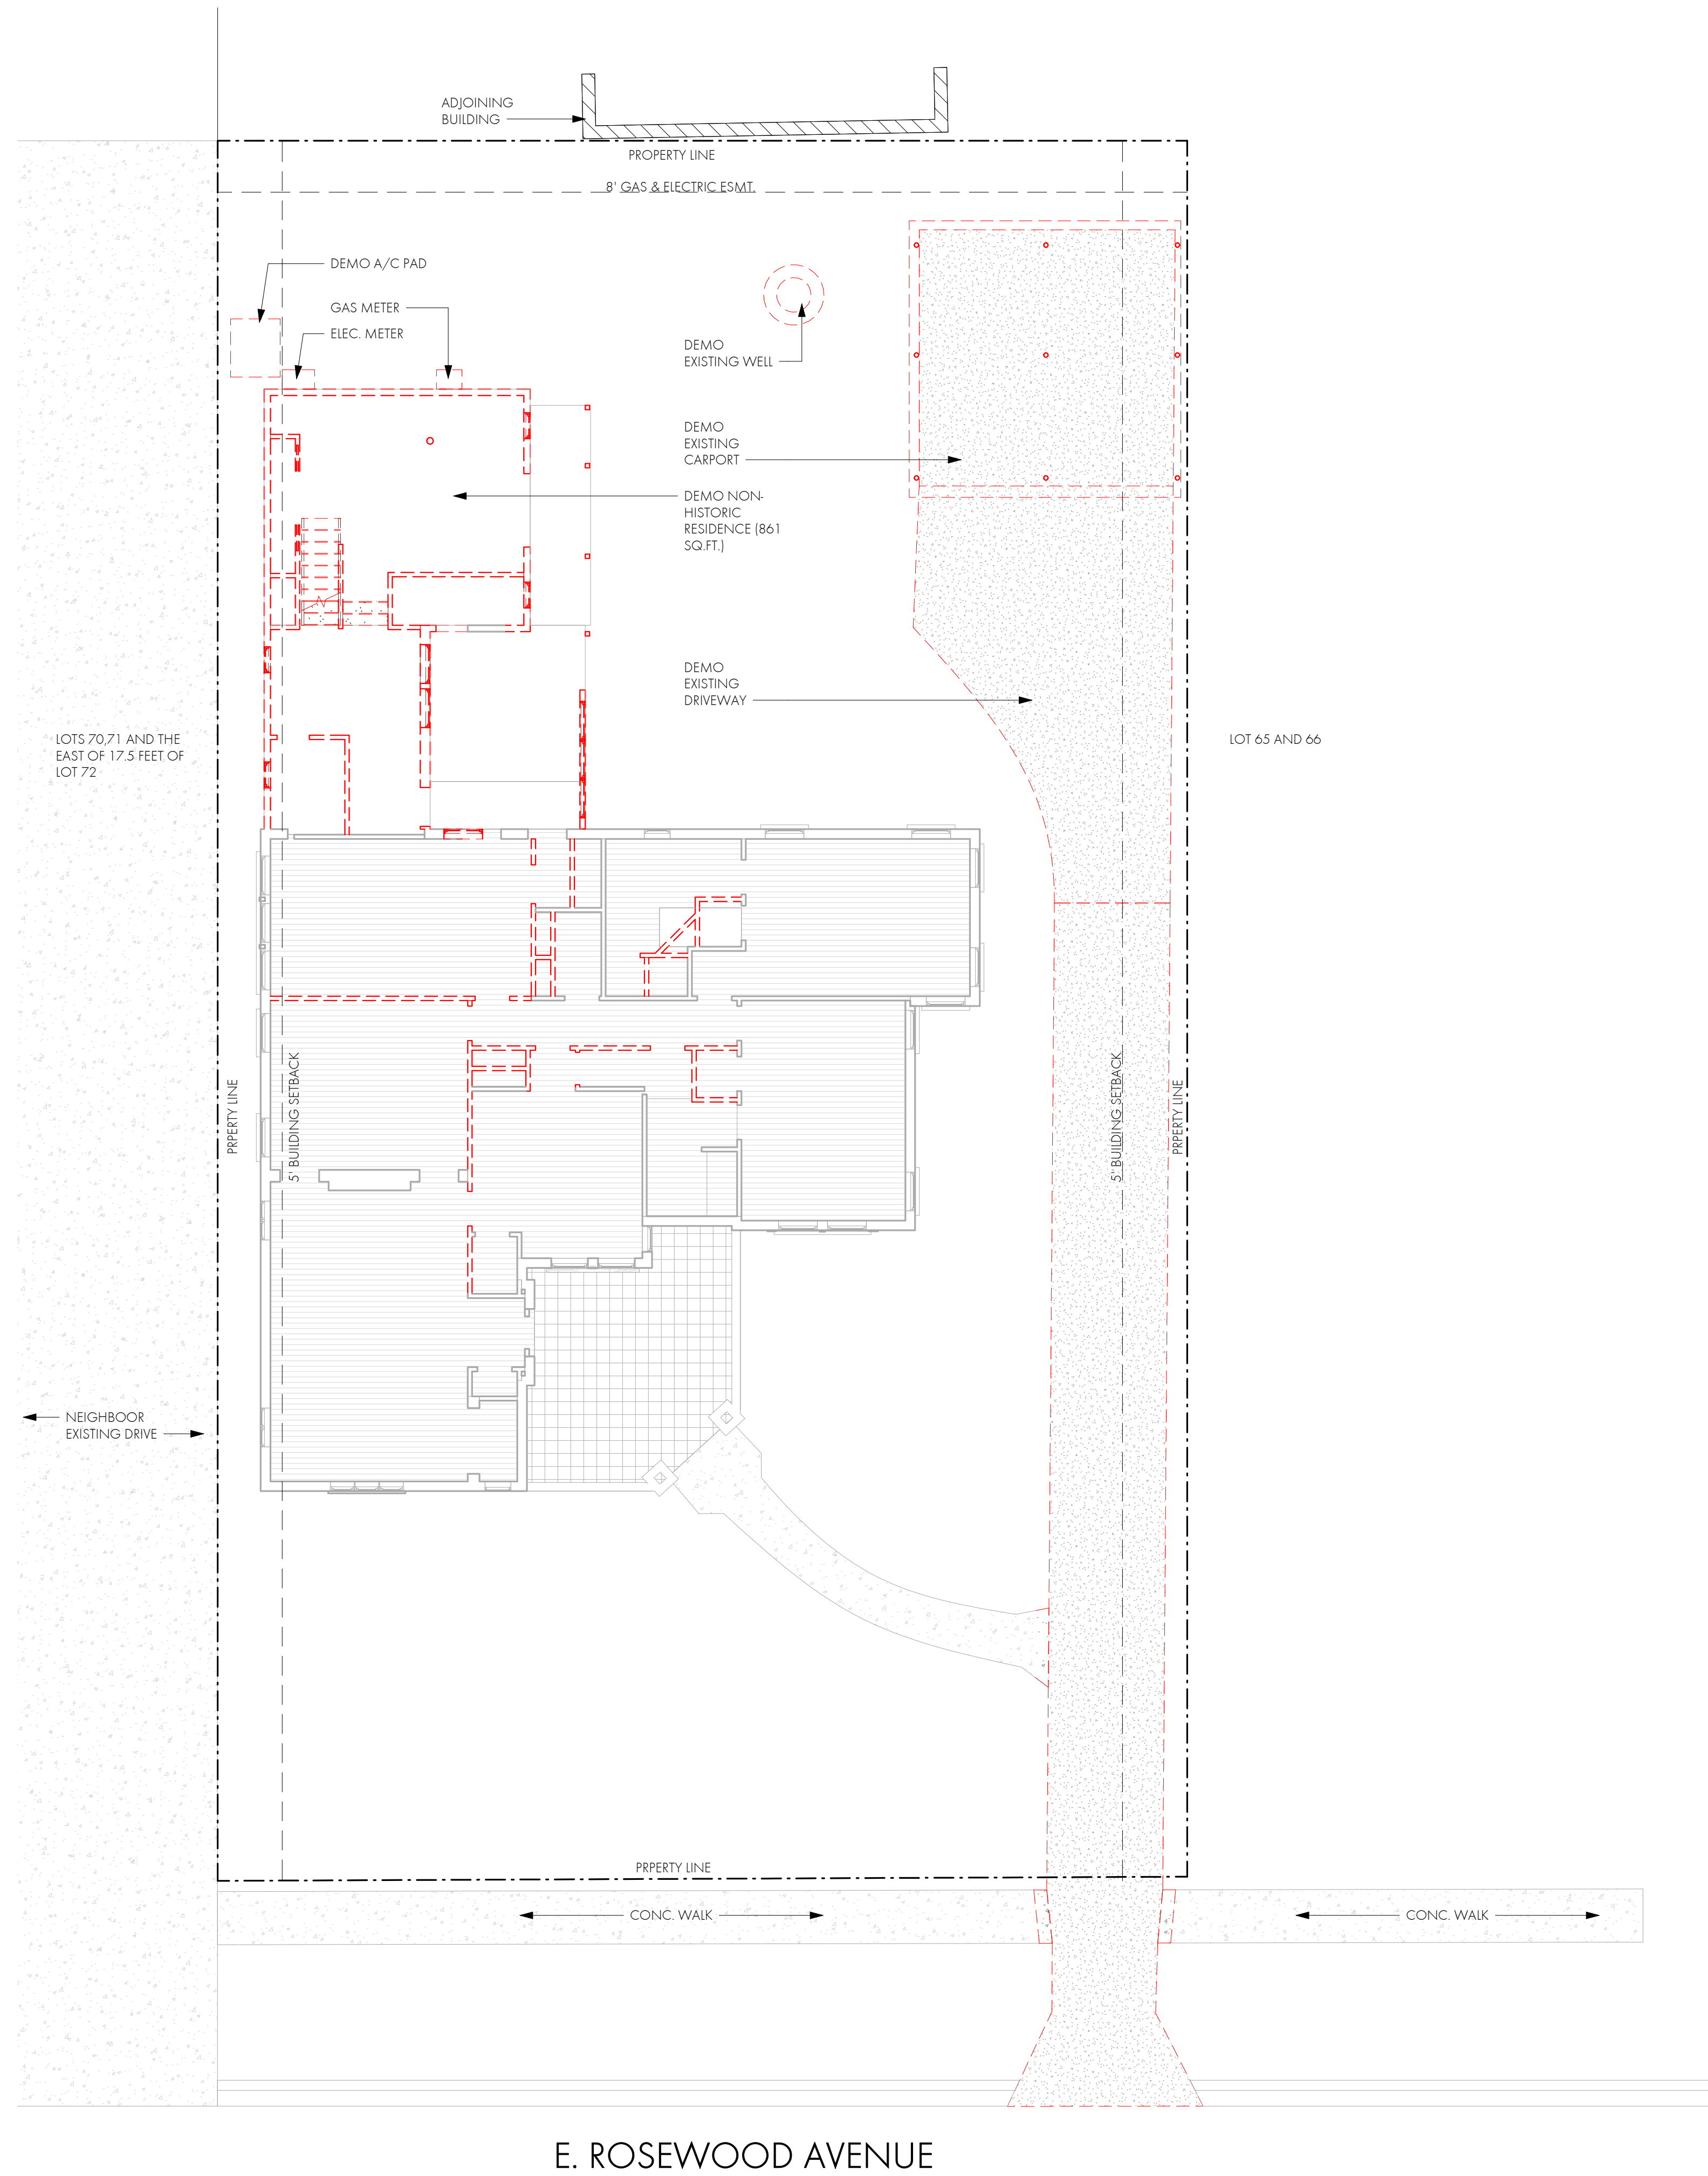 ADJOINING
BUILDING
PROPERTY LINE
8' GAS & ELECTRIC ESMT.
DEMO A/C PAD
GAS METER
ELEC. METER
DEMO
EXISTING WELL
DEMO
EXISTING
CARPORT
DEMO NON-
HISTORIC
RESIDENCE (861
SQ.FT.)
DEMO
EXISTING
DRIVEWAY
LOTS 70,71 AND THE
EAST OF 17.5 FEET OF
LOT 72
LOT 65 AND 66
PRPERTY LINE
5' BUILDING SETBACK
5' BUILDING SETBACK
PRPERTY LINE
NEIGHBOOR
EXISTING DRIVE
PRPERTY LINE
CONC. WALK
CONC. WALK
E. ROSEWOOD AVENUE